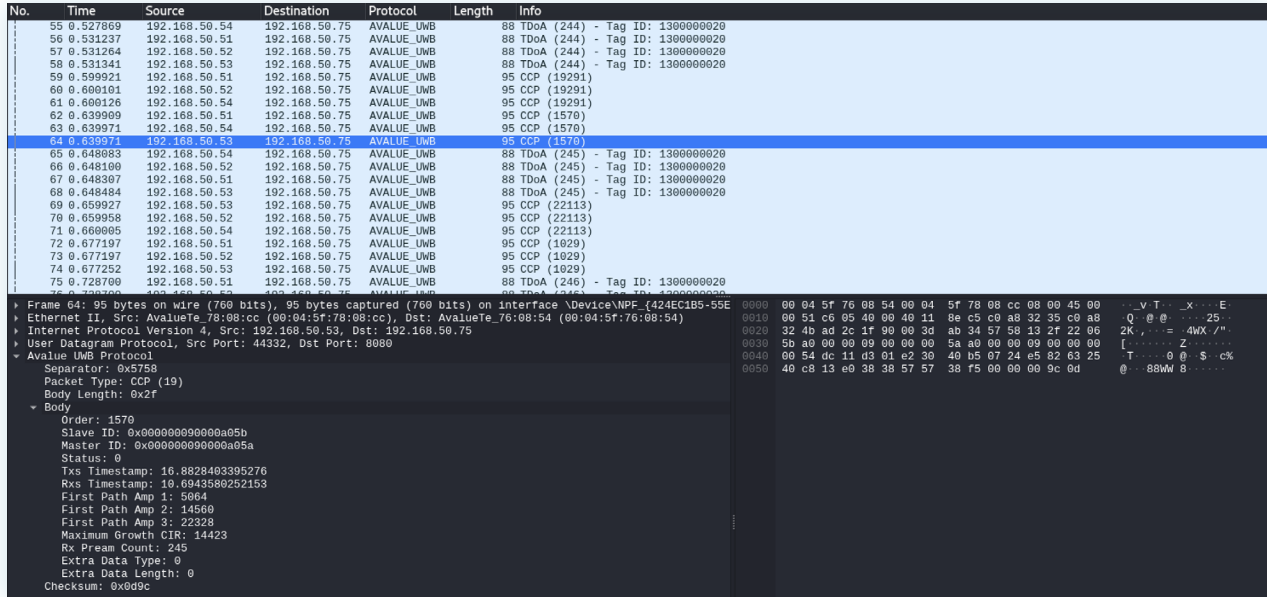 No. Time Source Destination Protocol Length Info
55 0.527869 192.168.50.54 192.168.50.75 AVALUE_UWB 88 TDoA (244) - Tag ID: 1300000020
56 0.531237 192.168.50.51 192.168.50.75 AVALUE_UWB 88 TDoA (244) - Tag ID: 1300000020
57 0.531264 192.168.50.52 192.168.50.75 AVALUE_UWB 88 TDoA (244) - Tag ID: 1300000020
58 0.531341 192.168.50.53 192.168.50.75 AVALUE_UWB 88 TDoA (244) - Tag ID: 1300000020
59 0.599921 192.168.50.51 192.168.50.75 AVALUE_UWB 95 CCP (19291)
60 0.600101 192.168.50.52 192.168.50.75 AVALUE_UWB 95 CCP (19291)
61 0.600126 192.168.50.54 192.168.50.75 AVALUE_UWB 95 CCP (19291)
62 0.639909 192.168.50.51 192.168.50.75 AVALUE_UWB 95 CCP (1570)
63 0.639971 192.168.50.54 192.168.50.75 AVALUE_UWB 95 CCP (1570)
64 0.639971 192.168.50.53 192.168.50.75 AVALUE_UWB 95 CCP (1570)
65 0.648083 192.168.50.54 192.168.50.75 AVALUE_UWB 88 TDoA (245) - Tag ID: 1300000020
66 0.648100 192.168.50.52 192.168.50.75 AVALUE_UWB 88 TDoA (245) - Tag ID: 1300000020
67 0.648307 192.168.50.51 192.168.50.75 AVALUE_UWB 88 TDoA (245) - Tag ID: 1300000020
68 0.648484 192.168.50.53 192.168.50.75 AVALUE_UWB 88 TDoA (245) - Tag ID: 1300000020
69 0.659927 192.168.50.53 192.168.50.75 AVALUE_UWB 95 CCP (22113)
70 0.659958 192.168.50.52 192.168.50.75 AVALUE_UWB 95 CCP (22113)
71 0.660005 192.168.50.54 192.168.50.75 AVALUE_UWB 95 CCP (22113)
72 0.677197 192.168.50.51 192.168.50.75 AVALUE_UWB 95 CCP (1029)
73 0.677197 192.168.50.52 192.168.50.75 AVALUE_UWB 95 CCP (1029)
74 0.677252 192.168.50.53 192.168.50.75 AVALUE_UWB 95 CCP (1029)
75 0.728700 192.168.50.51 192.168.50.75 AVALUE_UWB 88 TDoA (246) - Tag ID: 1300000020
Frame 64: 95 bytes on wire (760 bits), 95 bytes captured (760 bits) on interface \Device\NPF_{424EC1B5-55E
Ethernet II, Src: AvalueTe_78:08:cc (00:04:5f:78:08:cc), Dst: AvalueTe_76:08:54 (00:04:5f:76:08:54)
Internet Protocol Version 4, Src: 192.168.50.53, Dst: 192.168.50.75
User Datagram Protocol, Src Port: 44332, Dst Port: 8080
Avalue UWB Protocol
Separator: 0x5758
Packet Type: CCP (19)
Body Length: 0x2f
Body
Order: 1570
Slave ID: 0x000000090000a05b
Master ID: 0x000000090000a05a
Status: 0
Txs Timestamp: 16.8828403395276
Rxs Timestamp: 10.6943580252153
First Path Amp 1: 5064
First Path Amp 2: 14560
First Path Amp 3: 22328
Maximum Growth CIR: 14423
Rx Pream Count: 245
Extra Data Type: 0
Extra Data Length: 0
Checksum: 0x0d9c
0000 00 04 5f 76 08 54 00 04 5f 78 08 cc 08 00 45 00 ··_v·T·· _x····E·
0010 00 51 c6 05 40 00 40 11 8e c5 c0 a8 32 35 c0 a8 ·Q··@·@· ····25··
0020 32 4b ad 2c 1f 90 00 3d ab 34 57 58 13 2f 22 06 2K·,···= ·4WX·/"·
0030 5b a0 00 00 09 00 00 00 5a a0 00 00 09 00 00 00 [······· Z·······
0040 00 54 dc 11 d3 01 e2 30 40 b5 07 24 e5 82 63 25 ·T·····0 @··$··c%
0050 40 c8 13 e0 38 38 57 57 38 f5 00 00 00 9c 0d @···88WW 8······